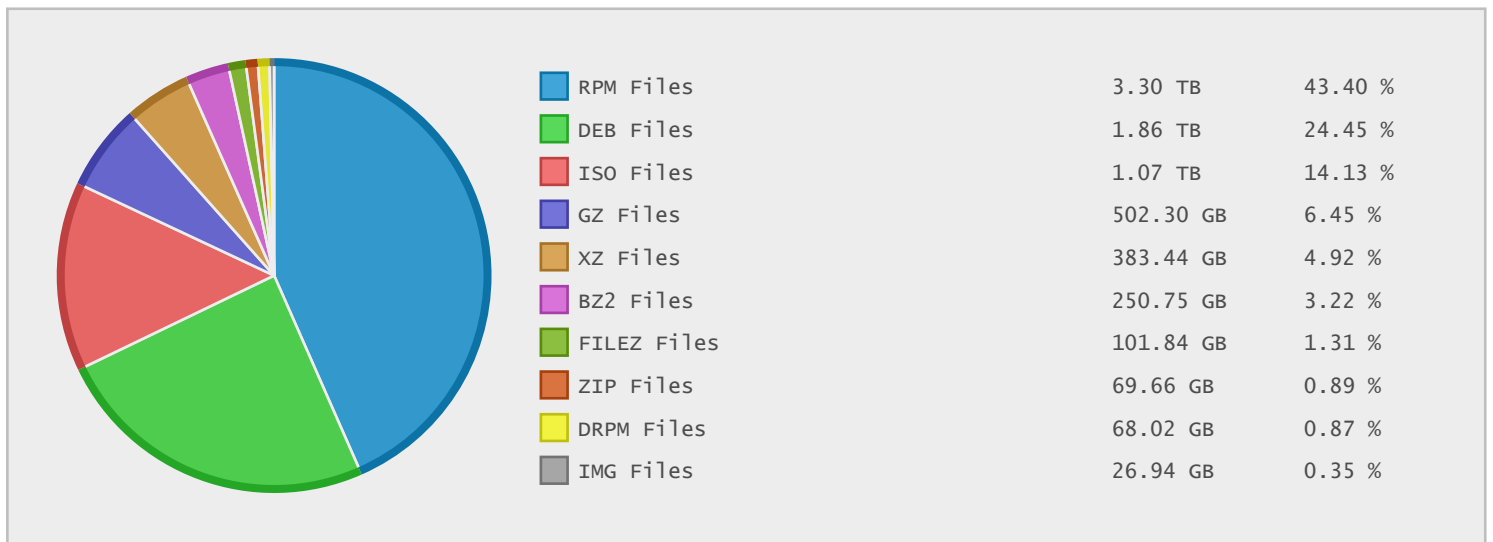 RPM Files 3.30 TB 43.40 %
DEB Files 1.86 TB 24.45 %
ISO Files 1.07 TB 14.13 %
GZ Files 502.30 GB 6.45 %
XZ Files 383.44 GB 4.92 %
BZ2 Files 250.75 GB 3.22 %
FILEZ Files 101.84 GB 1.31 %
ZIP Files 69.66 GB 0.89 %
DRPM Files 68.02 GB 0.87 %
IMG Files 26.94 GB 0.35 %